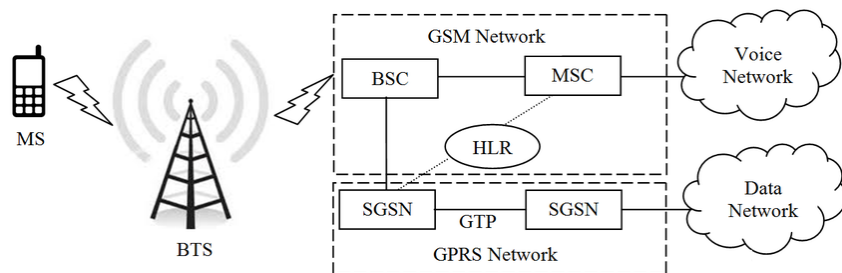 MS
BTS
GSM Network
BSC
MSC
HLR
SGSN
GTP
SGSN
GPRS Network
Voice
Network
Data
Network